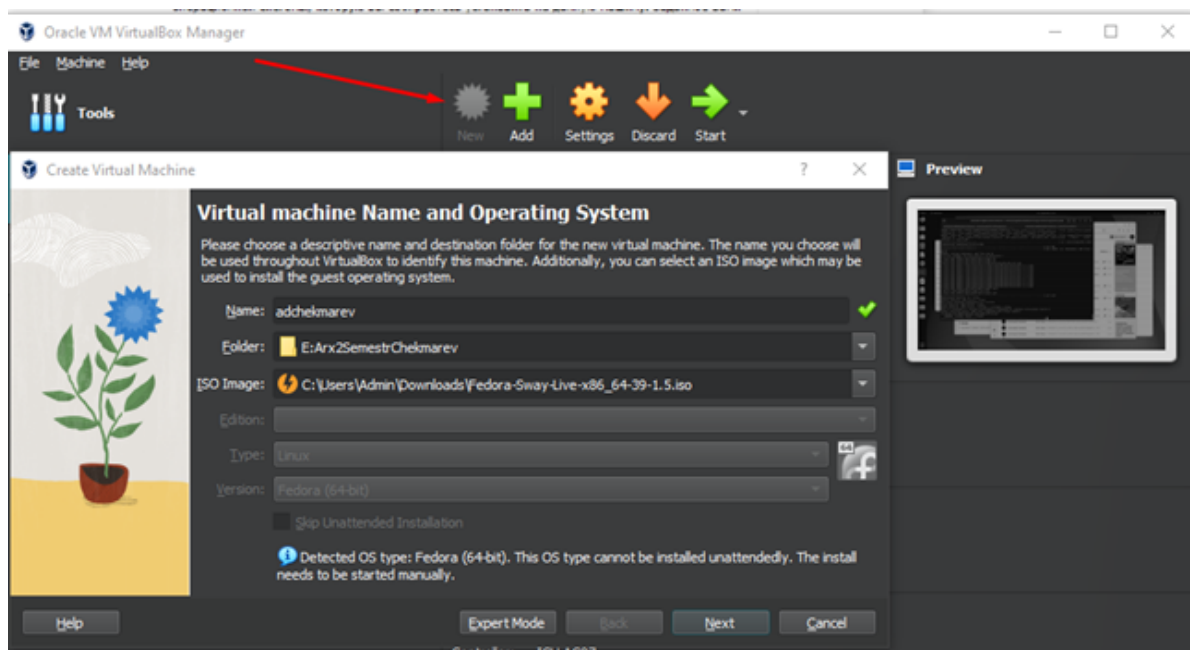 Oracle VM VirtualBox Manager
File Machine Help
Tools
New Add Settings Discard Start
Create Virtual Machine ?
Preview
Virtual machine Name and Operating System
Please choose a descriptive name and destination folder for the new virtual machine. The name you choose will
be used throughout VirtualBox to identify this machine. Additionally, you can select an ISO image which may be
used to install the guest operating system.
Name: adchekmarev
Folder: E:Arx2SemestrChekmarev
ISO Image: C:\Users\Admin\Downloads\Fedora-Sway-Live-x86_64-39-1.5.iso
Edition:
Type: Linux
64
Version: Fedora (64-bit)
Skip Unattended Installation
Detected OS type: Fedora (64-bit). This OS type cannot be installed unattendedly. The install
needs to be started manually.
Help Expert Mode Back Next Cancel